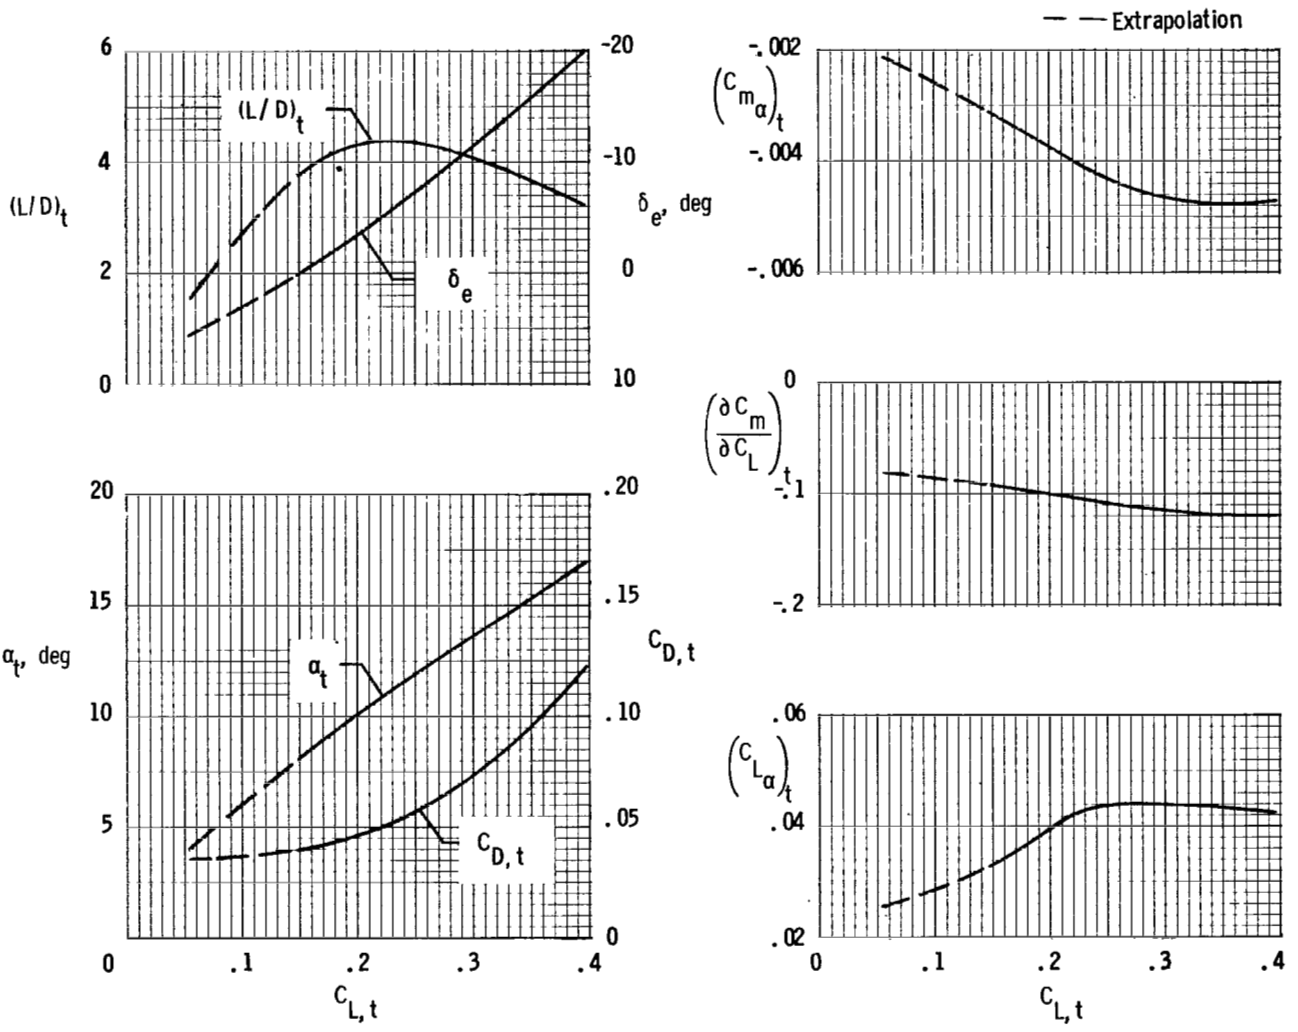 — — Extrapolation
6
4
2
0
(L/D)t
(L/D)t
δe
-20
-10
0
10
δe, deg
20
15
10
5
0
αt, deg
αt
CD,t
.20
.15
.10
.05
0
CD,t
0 .1 .2 .3 .4
CL,t
-.002
-.004
-.006
(Cmα)t
0
-.1
-.2
(∂Cm/∂CL)t
.06
.04
.02
(CLα)t
0 .1 .2 .3 .4
CL,t